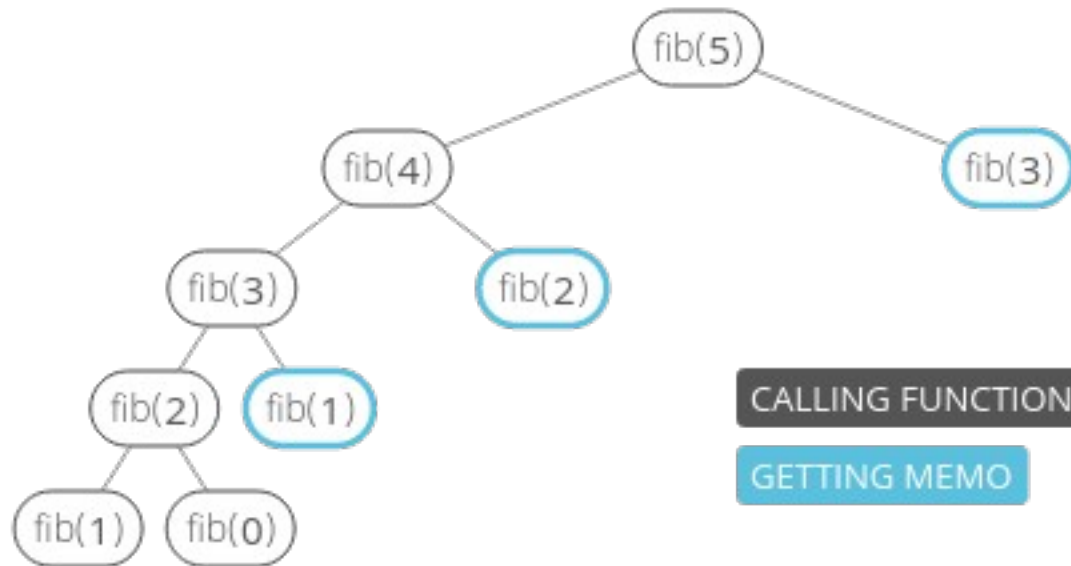 fib(5)
fib(4)
fib(3)
fib(3)
fib(2)
fib(2)
fib(1)
CALLING FUNCTION
GETTING MEMO
fib(1)
fib(0)